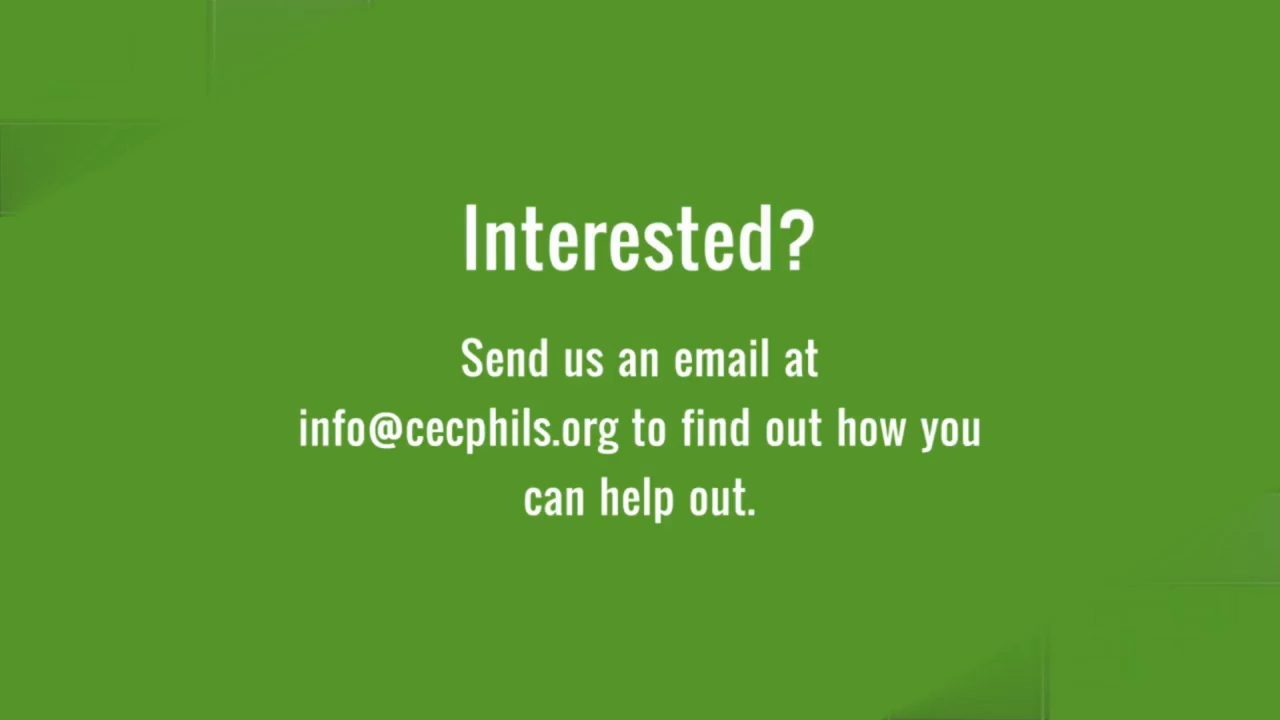 Interested?
Send us an email at
info@cecphils.org to find out how you
can help out.